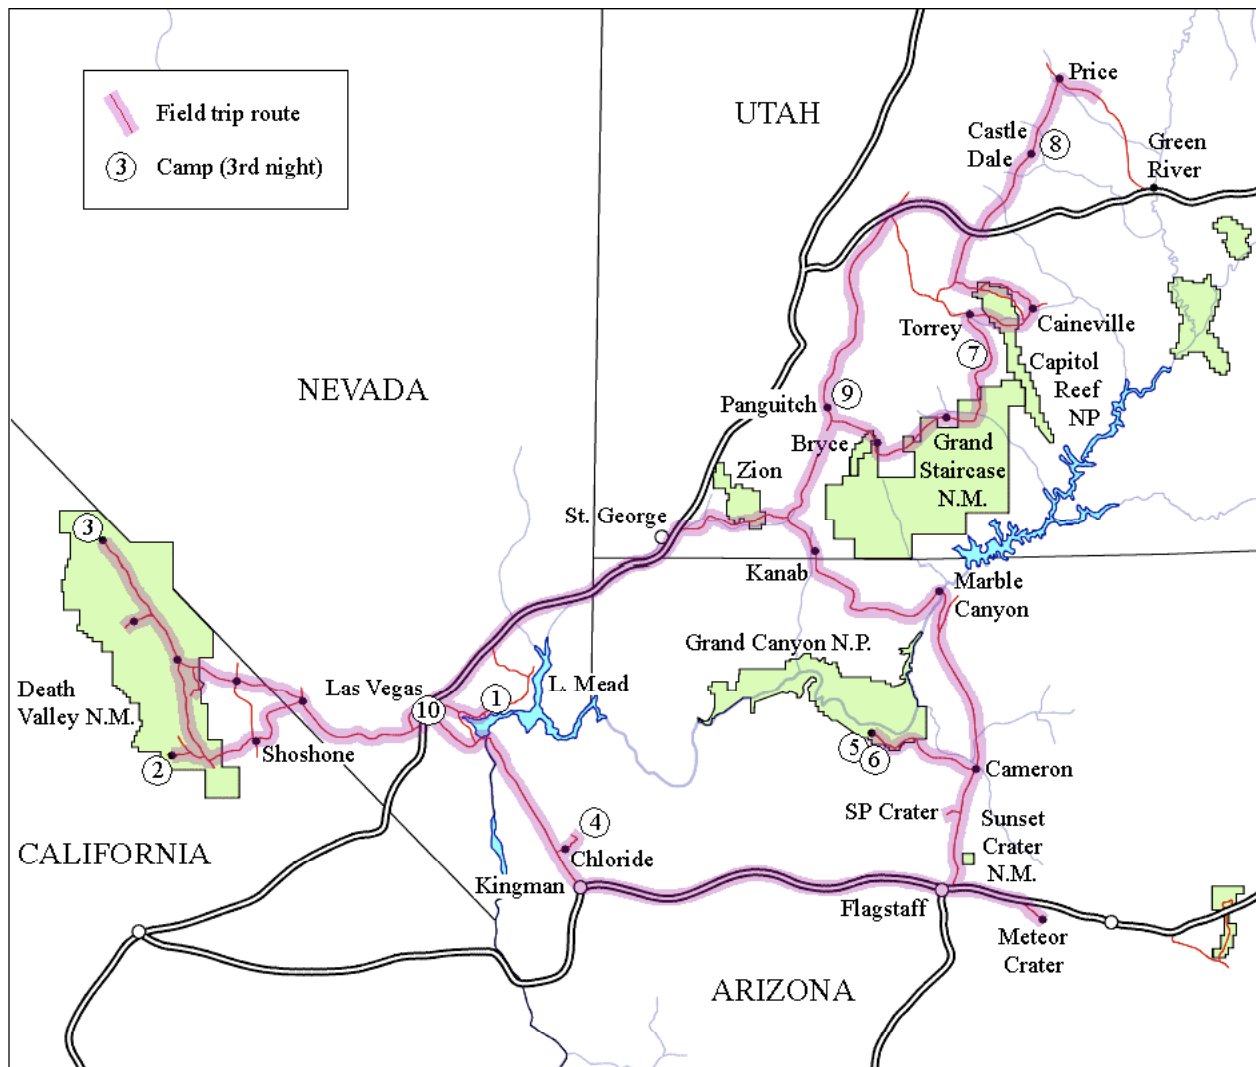 Field trip route
3
Camp (3rd night)
UTAH
Price
Castle
Dale
8
Green
River
NEVADA
Torrey
Caineville
7
Capitol
Reef
NP
9
Panguitch
Bryce
Grand
Staircase
N.M.
Zion
St. George
3
Kanab
Marble
Canyon
Grand Canyon N.P.
Death
Valley N.M.
Las Vegas
10
1
L. Mead
2
Shoshone
5
6
Cameron
SP Crater
Sunset
Crater
N.M.
4
Chloride
CALIFORNIA
Kingman
Flagstaff
Meteor
Crater
ARIZONA